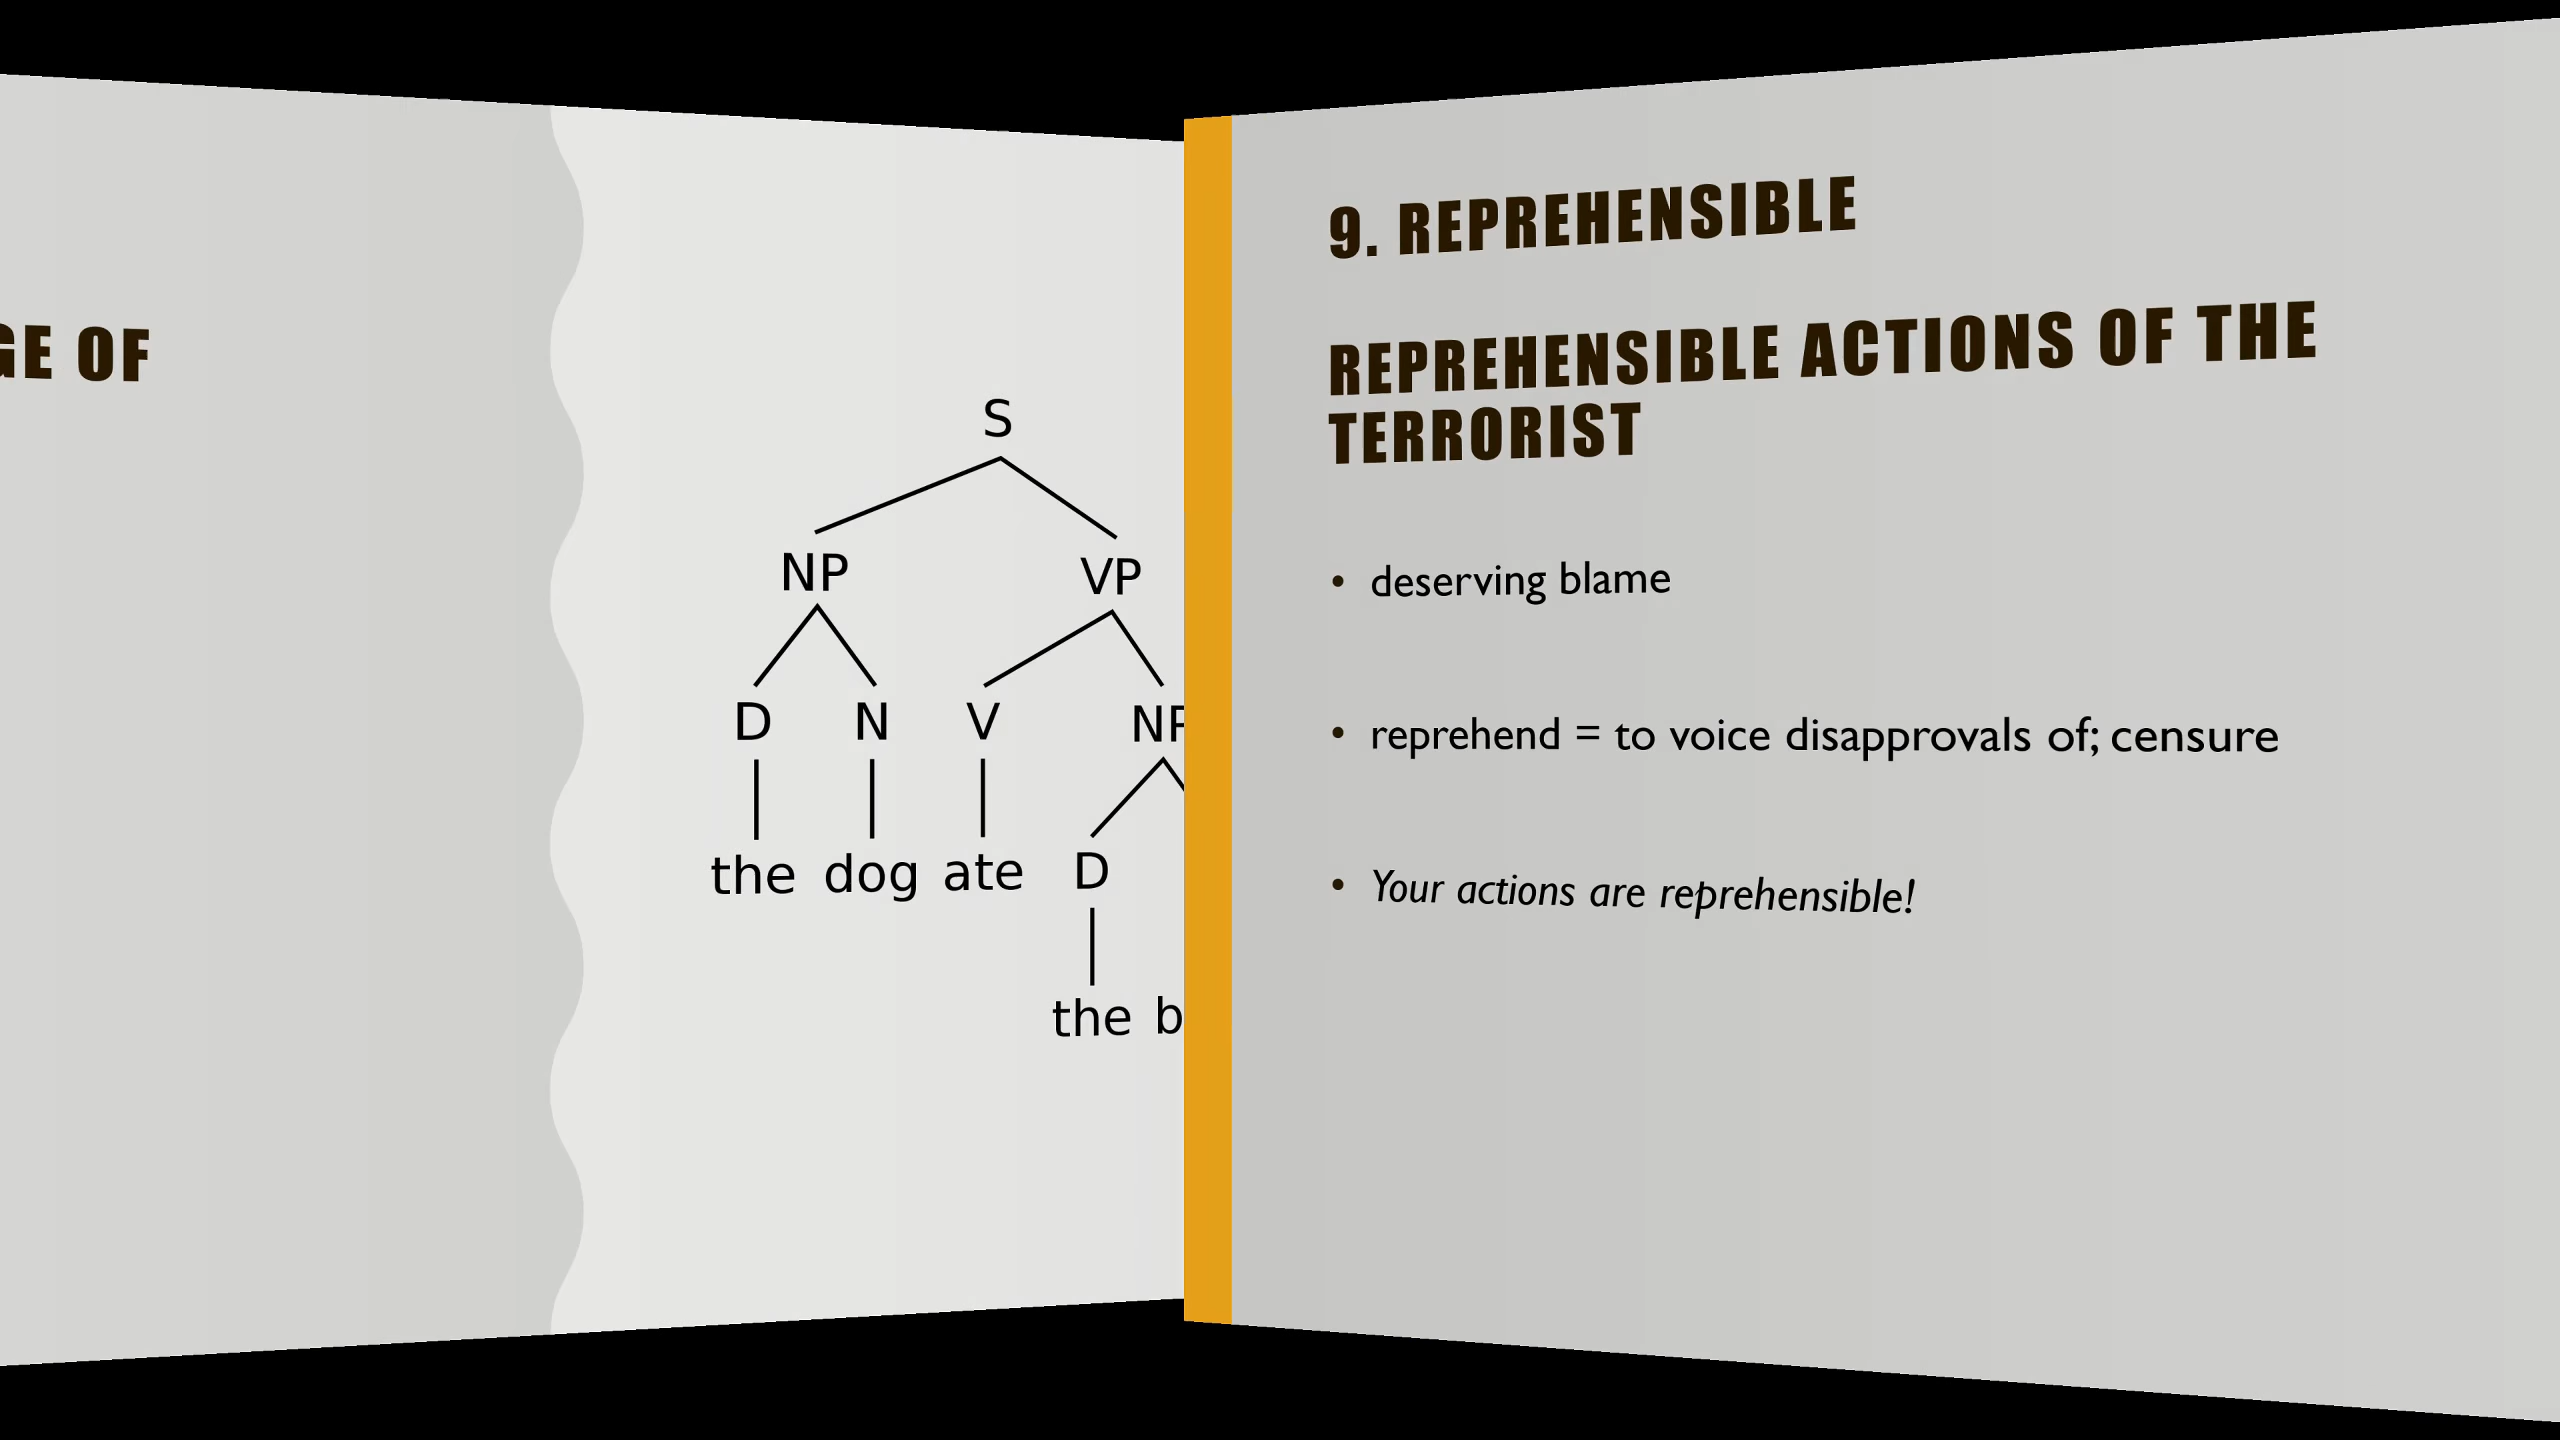 OF
S
NP VP
D N V
the dog ate D
the
9. REPREHENSIBLE
REPREHENSIBLE ACTIONS OF THE
TERRORIST
• deserving blame
• reprehend = to voice disapprovals of; censure
• Your actions are reprehensible!